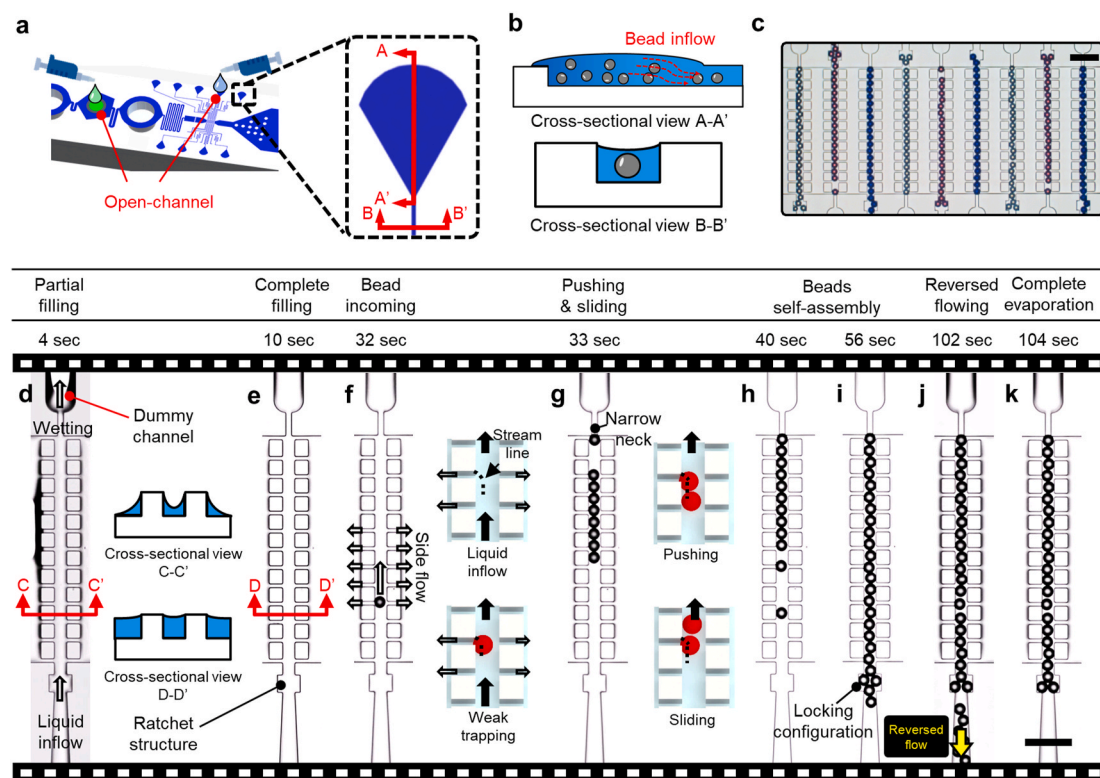 a
A
A'
B
B'
Open-channel
b
Bead inflow
Cross-sectional view A-A'
Cross-sectional view B-B'
c
Partial
filling
Complete
filling
Bead
incoming
Pushing
& sliding
Beads
self-assembly
Reversed
flowing
Complete
evaporation
4 sec
10 sec
32 sec
33 sec
40 sec
56 sec
102 sec
104 sec
d
Wetting
Dummy
channel
Cross-sectional view
C-C'
C
C'
Cross-sectional view
D-D'
Liquid
inflow
e
D
D'
Ratchet
structure
f
Side flow
Stream
line
Liquid
inflow
Weak
trapping
g
Narrow
neck
Pushing
Sliding
h
i
Locking
configuration
j
Reversed
flow
k